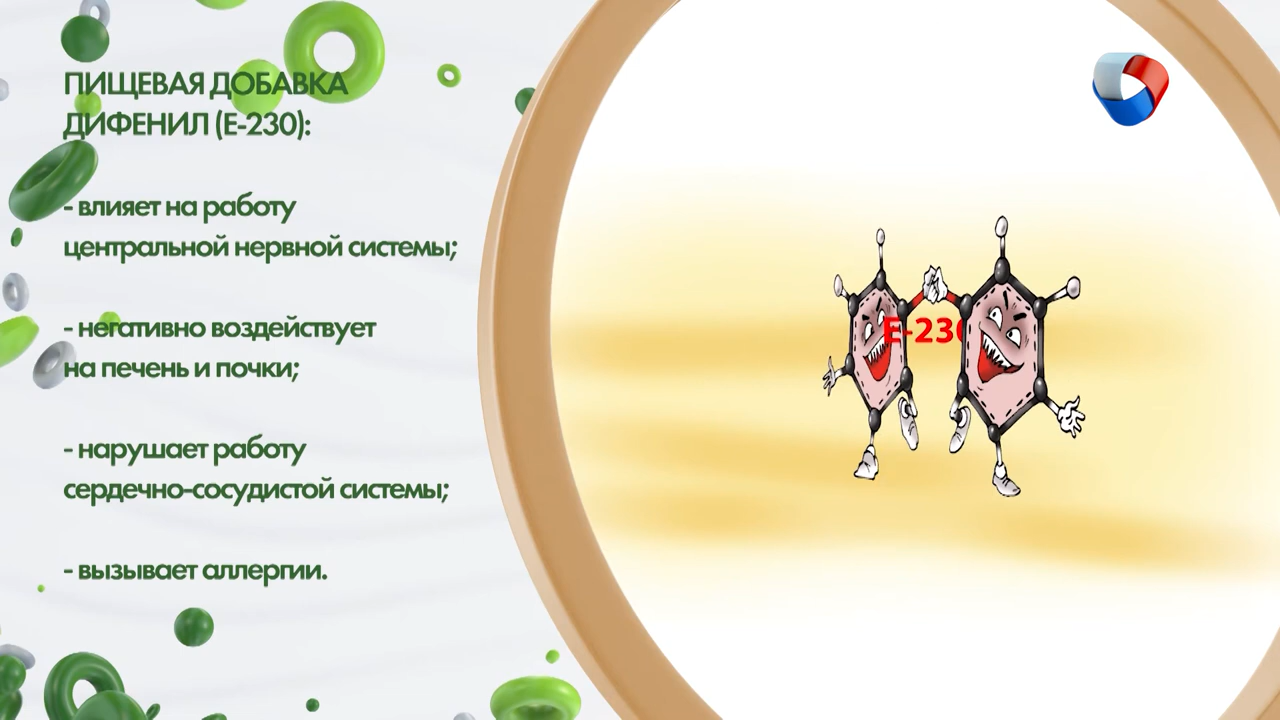 ПИЩЕВАЯ ДОБАВКА
ДИФЕНИЛ (Е-230):
- влияет на работу
центральной нервной системы;
- негативно воздействует
на печень и почки;
- нарушает работу
сердечно-сосудистой системы;
- вызывает аллергии.
Е-230